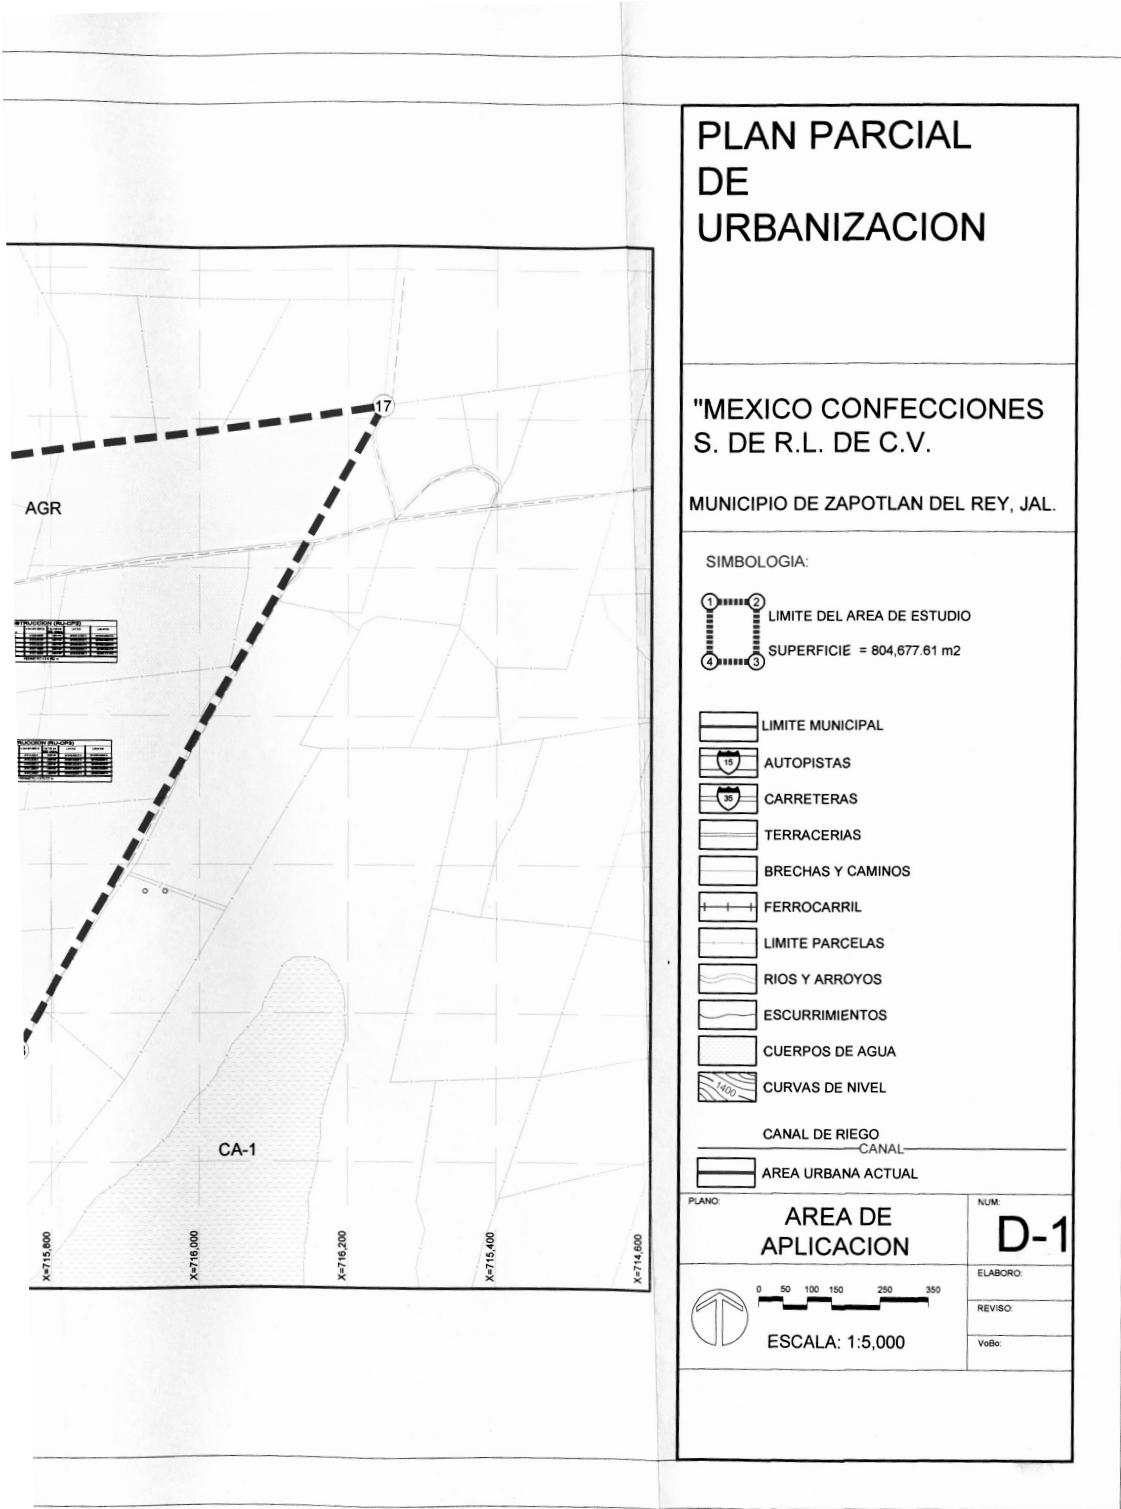 PLAN PARCIAL
DE
URBANIZACION
"MEXICO CONFECCIONES
S. DE R.L. DE C.V.
MUNICIPIO DE ZAPOTLAN DEL REY, JAL.
SIMBOLOGIA:
1 2
LIMITE DEL AREA DE ESTUDIO
SUPERFICIE = 804,677.61 m2
4 3
LIMITE MUNICIPAL
15 AUTOPISTAS
35 CARRETERAS
TERRACERIAS
BRECHAS Y CAMINOS
FERROCARRIL
LIMITE PARCELAS
RIOS Y ARROYOS
ESCURRIMIENTOS
CUERPOS DE AGUA
1400 CURVAS DE NIVEL
CANAL DE RIEGO
CANAL
AREA URBANA ACTUAL
PLANO:
AREA DE
APLICACION
NUM:
D-1
ELABORO:
REVISO:
VoBo:
0 50 100 150 250 350
ESCALA: 1:5,000
17
AGR
CA-1
X=715,800
X=716,000
X=716,200
X=715,400
X=714,600